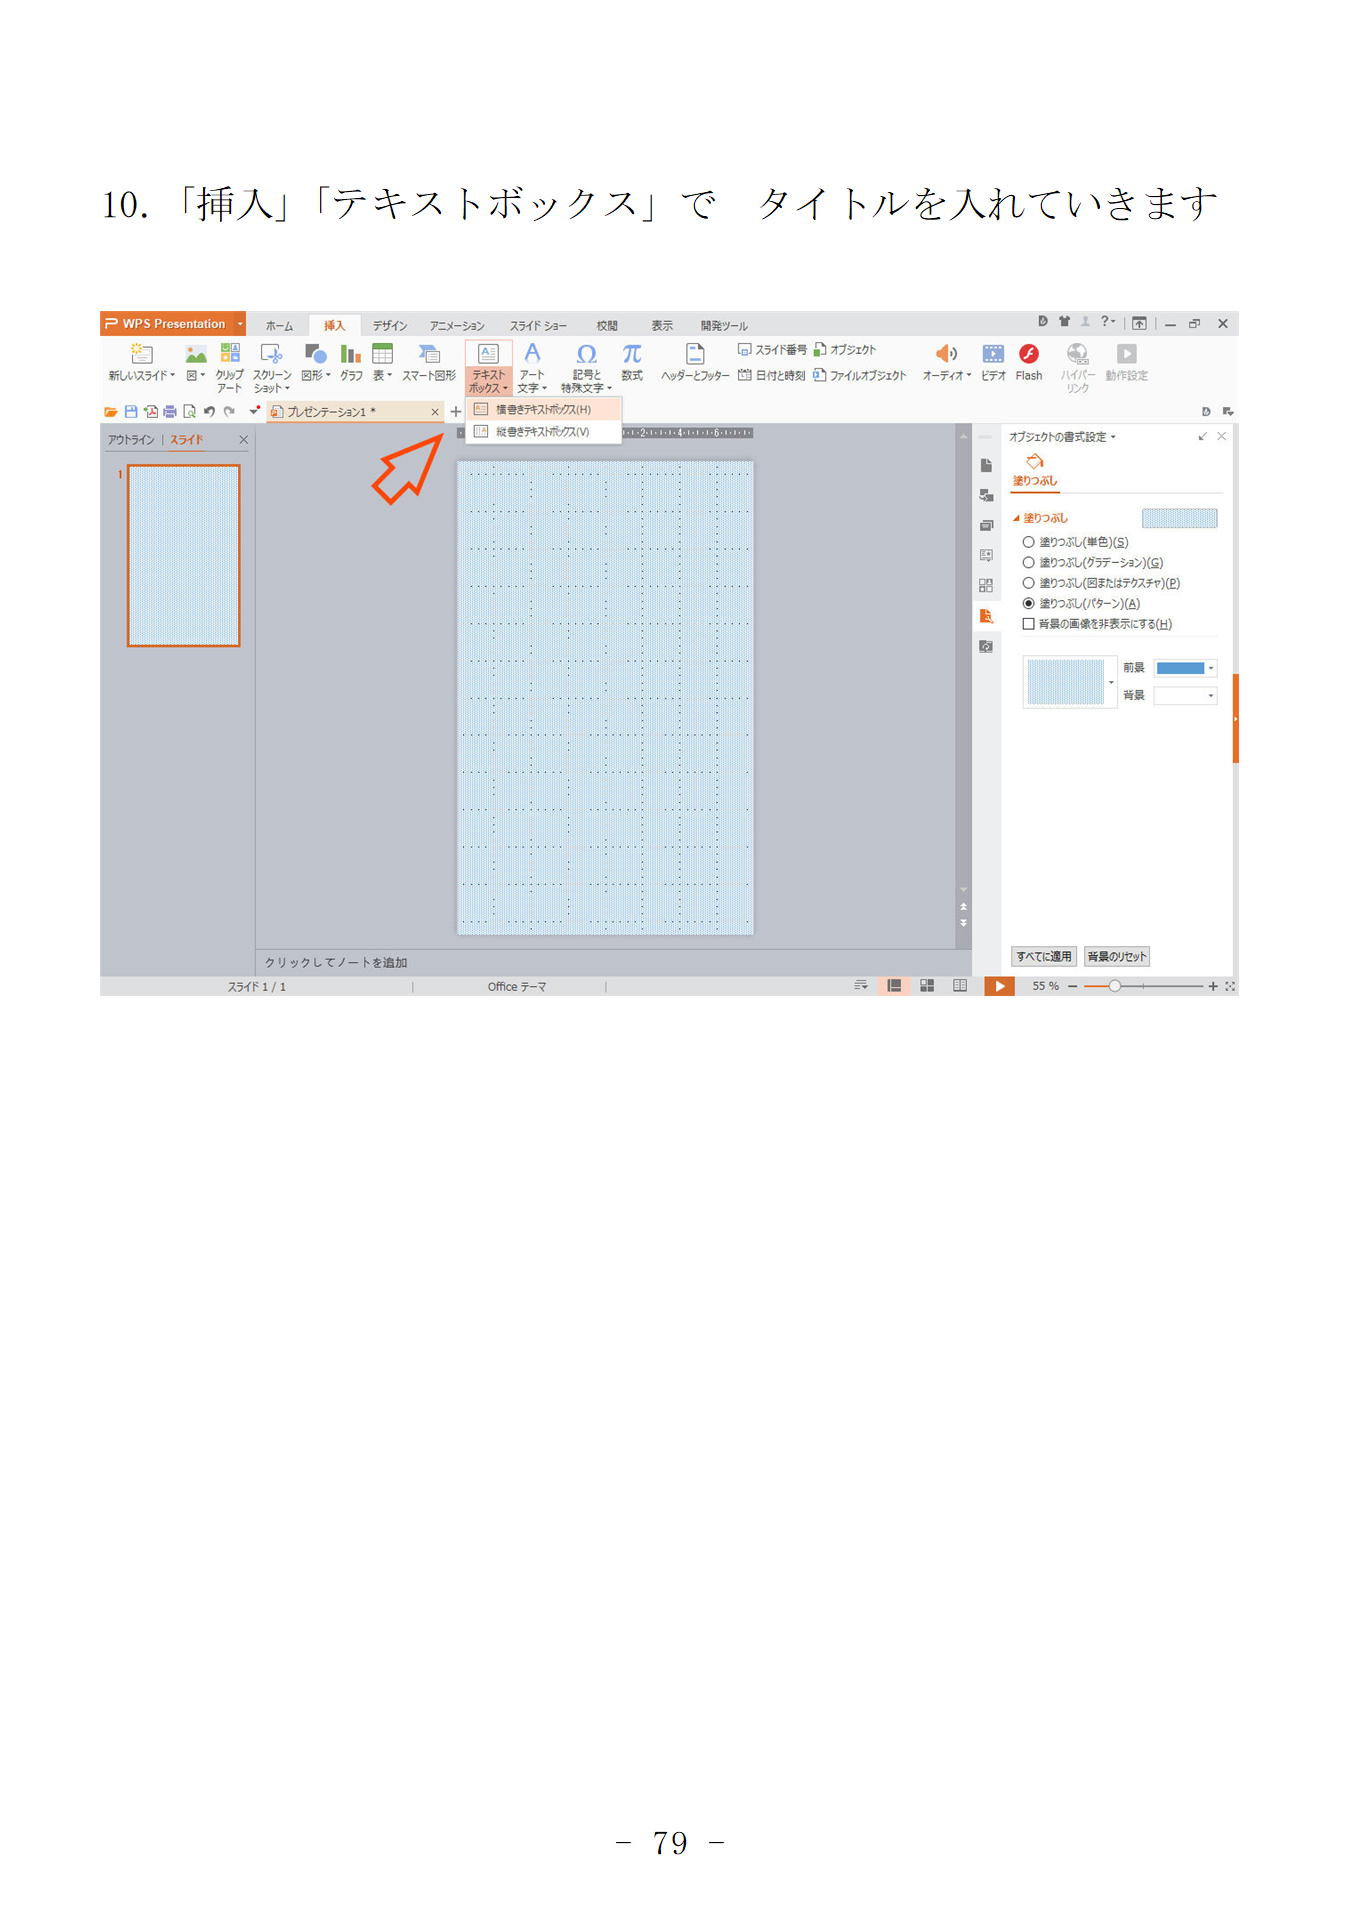 10. 「挿入」「テキストボックス」で　タイトルを入れていきます
WPS Presentation
ホーム 挿入 デザイン アニメーション スライド ショー 校閲 表示 開発ツール
新しいスライド 図 クリップ アート スクリーン ショット 図形 グラフ 表 スマート図形 テキスト ボックス アート 文字 記号と 特殊文字 数式 ヘッダーとフッター スライド番号 オブジェクト 日付と時刻 ファイルオブジェクト オーディオ ビデオ Flash ハイパー リンク 動作設定
プレゼンテーション1 *
横書きテキストボックス(H)
縦書きテキストボックス(V)
2 4 6
アウトライン スライド
1
オブジェクトの書式設定
塗りつぶし
塗りつぶし
塗りつぶし(単色)(S)
塗りつぶし(グラデーション)(G)
塗りつぶし(図またはテクスチャ)(P)
塗りつぶし(パターン)(A)
背景の画像を非表示にする(H)
前景
背景
すべてに適用 背景のリセット
クリックしてノートを追加
スライド 1 / 1 Office テーマ 55 %
- 79 -